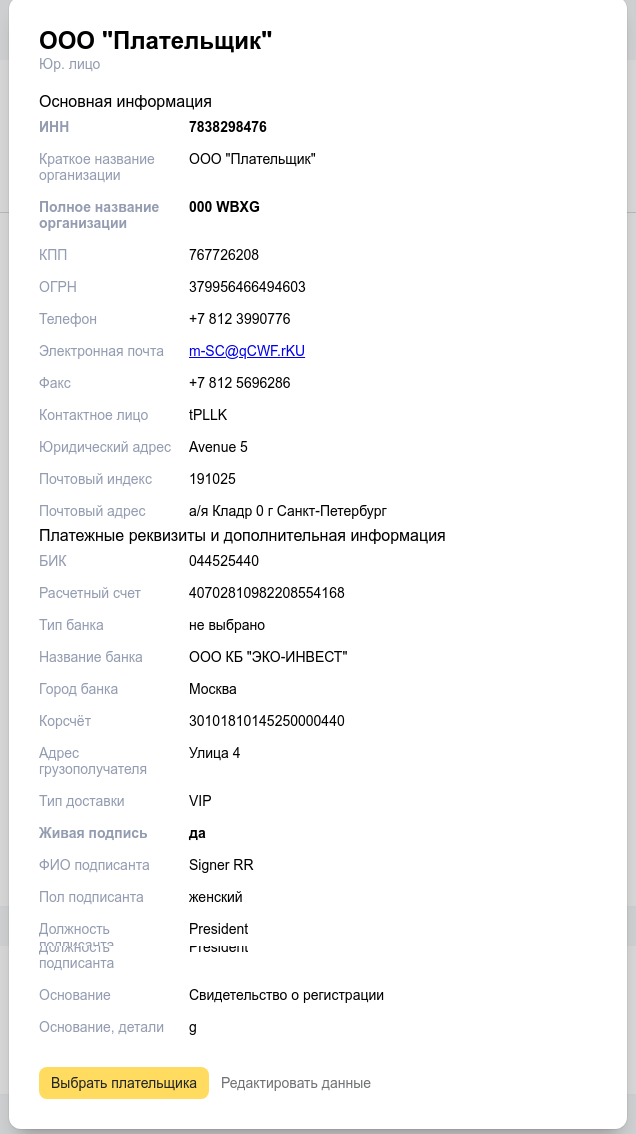 ООО "Плательщик"
Юр. лицо
Основная информация
ИНН 7838298476
Краткое название ООО "Плательщик"
организации
Полное название 000 WBXG
организации
КПП 767726208
ОГРН 379956466494603
Телефон +7 812 3990776
Электронная почта m-SC@qCWF.rKU
Факс +7 812 5696286
Контактное лицо tPLLK
Юридический адрес Avenue 5
Почтовый индекс 191025
Почтовый адрес а/я Кладр 0 г Санкт-Петербург
Платежные реквизиты и дополнительная информация
БИК 044525440
Расчетный счет 40702810982208554168
Тип банка не выбрано
Название банка ООО КБ "ЭКО-ИНВЕСТ"
Город банка Москва
Корсчёт 30101810145250000440
Адрес Улица 4
грузополучателя
Тип доставки VIP
Живая подпись да
ФИО подписанта Signer RR
Пол подписанта женский
Должность President
подписанта
Должность President
подписанта
Основание Свидетельство о регистрации
Основание, детали g
Выбрать плательщика Редактировать данные